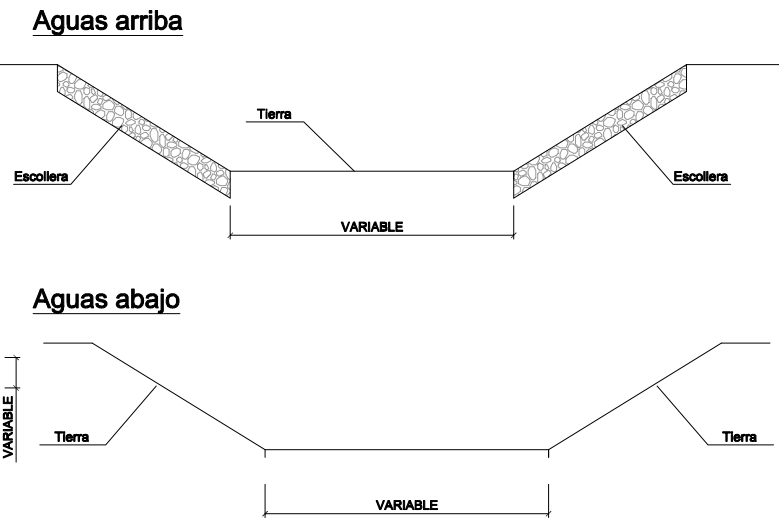 Aguas arriba
Tierra
Escollera
Escollera
VARIABLE
Aguas abajo
VARIABLE
Tierra
Tierra
VARIABLE